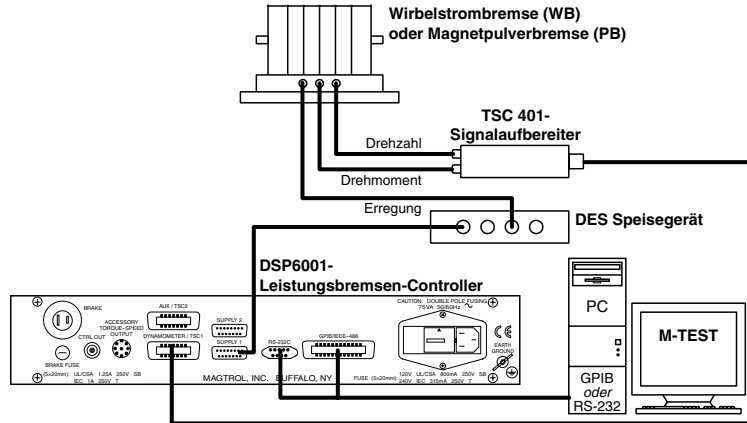 Wirbelstrombremse (WB)
oder Magnetpulverbremse (PB)
TSC 401-
Signalaufbereiter
Drehzahl
Drehmoment
Erregung
DES Speisegerät
DSP6001-
Leistungsbremsen-Controller
BRAKE
ACCESSORY
TORQUE–SPEED
OUTPUT
CTRL OUT
BRAKE FUSE
AUX / TSC2
DYNAMOMETER / TSC1
SUPPLY 2
SUPPLY 1
RS-232C
GPIB/IEEE–488
CAUTION: DOUBLE POLE FUSING
75VA 50/60Hz
EARTH
GROUND
(5x20mm): UL/CSA 1.25A 250V SB
IEC 1A 250V T
MAGTROL, INC. BUFFALO, NY
FUSE (5x20mm): 120V UL/CSA 800mA 250V SB
240V IEC 315mA 250V T
PC
GPIB
oder
RS-232
M-TEST